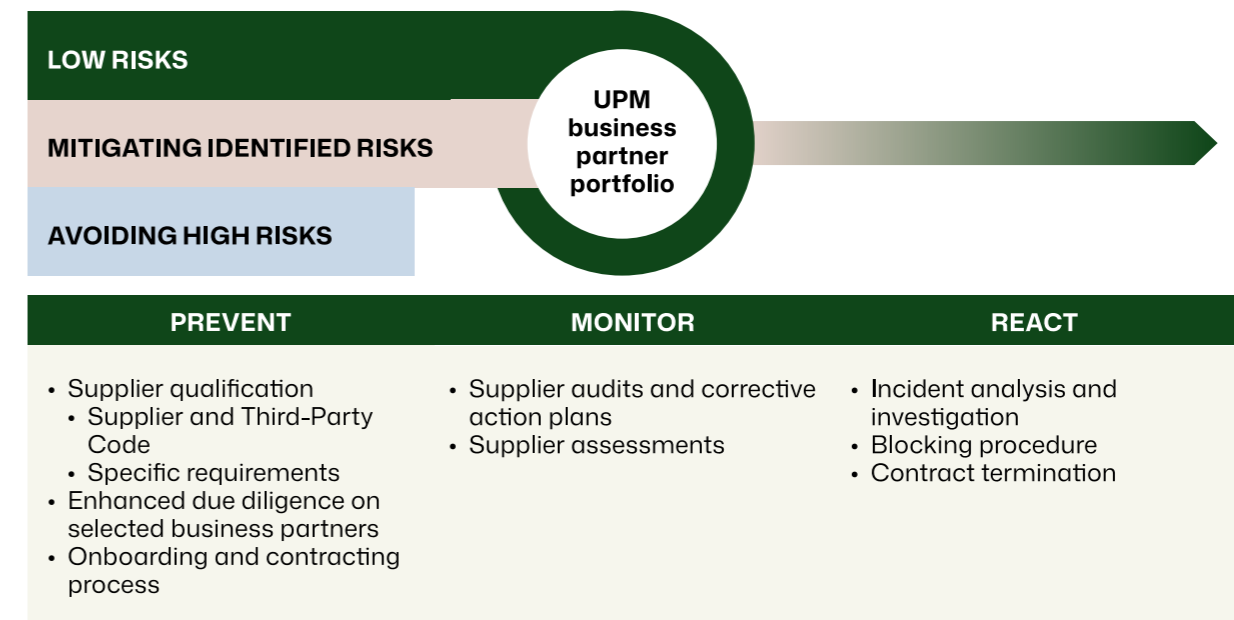 LOW RISKS
MITIGATING IDENTIFIED RISKS
AVOIDING HIGH RISKS
UPM
business
partner
portfolio
PREVENT
• Supplier qualification
• Supplier and Third-Party
Code
• Specific requirements
• Enhanced due diligence on
selected business partners
• Onboarding and contracting
process
MONITOR
• Supplier audits and corrective
action plans
• Supplier assessments
REACT
• Incident analysis and
investigation
• Blocking procedure
• Contract termination